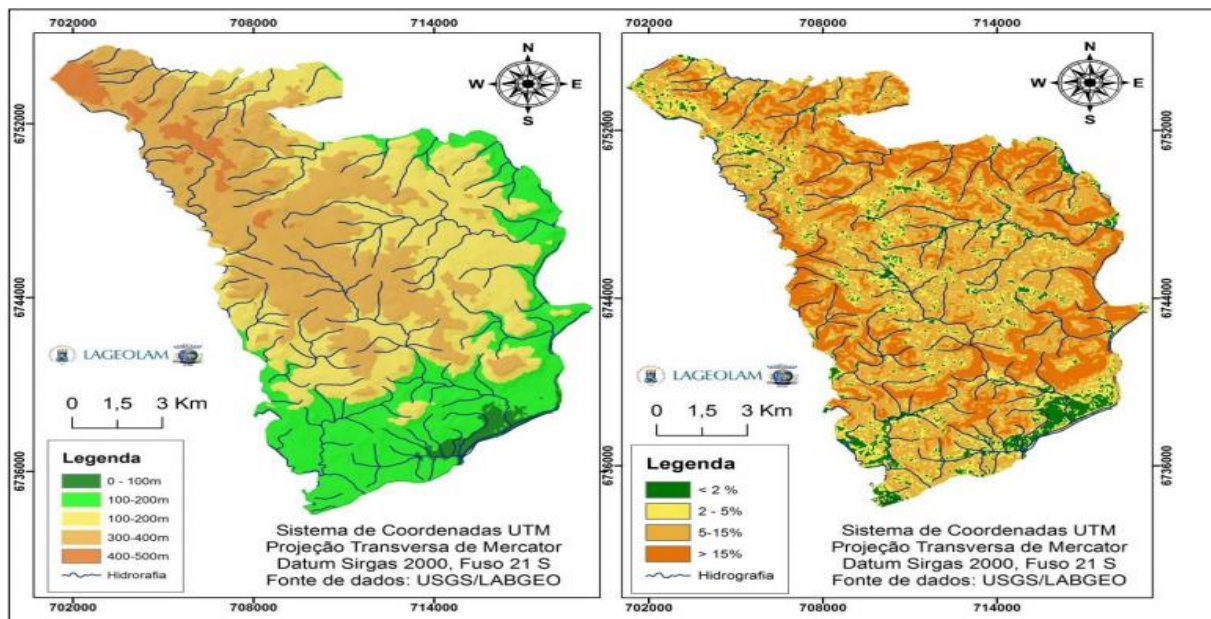 702000 708000 714000
N
W E
S
6752000
6744000
6736000
LAGEOLAM
0 1,5 3 Km
Legenda
0 - 100m
100-200m
100-200m
300-400m
400-500m
Hidrorafia
Sistema de Coordenadas UTM
Projeção Transversa de Mercator
Datum Sirgas 2000, Fuso 21 S
Fonte de dados: USGS/LABGEO
702000 708000 714000
702000 708000 714000
N
W E
S
6752000
6744000
6736000
LAGEOLAM
0 1,5 3 Km
Legenda
< 2 %
2 - 5%
5-15%
> 15%
Hidrografia
Sistema de Coordenadas UTM
Projeção Transversa de Mercator
Datum Sirgas 2000, Fuso 21 S
Fonte de dados: USGS/LABGEO
702000 708000 714000